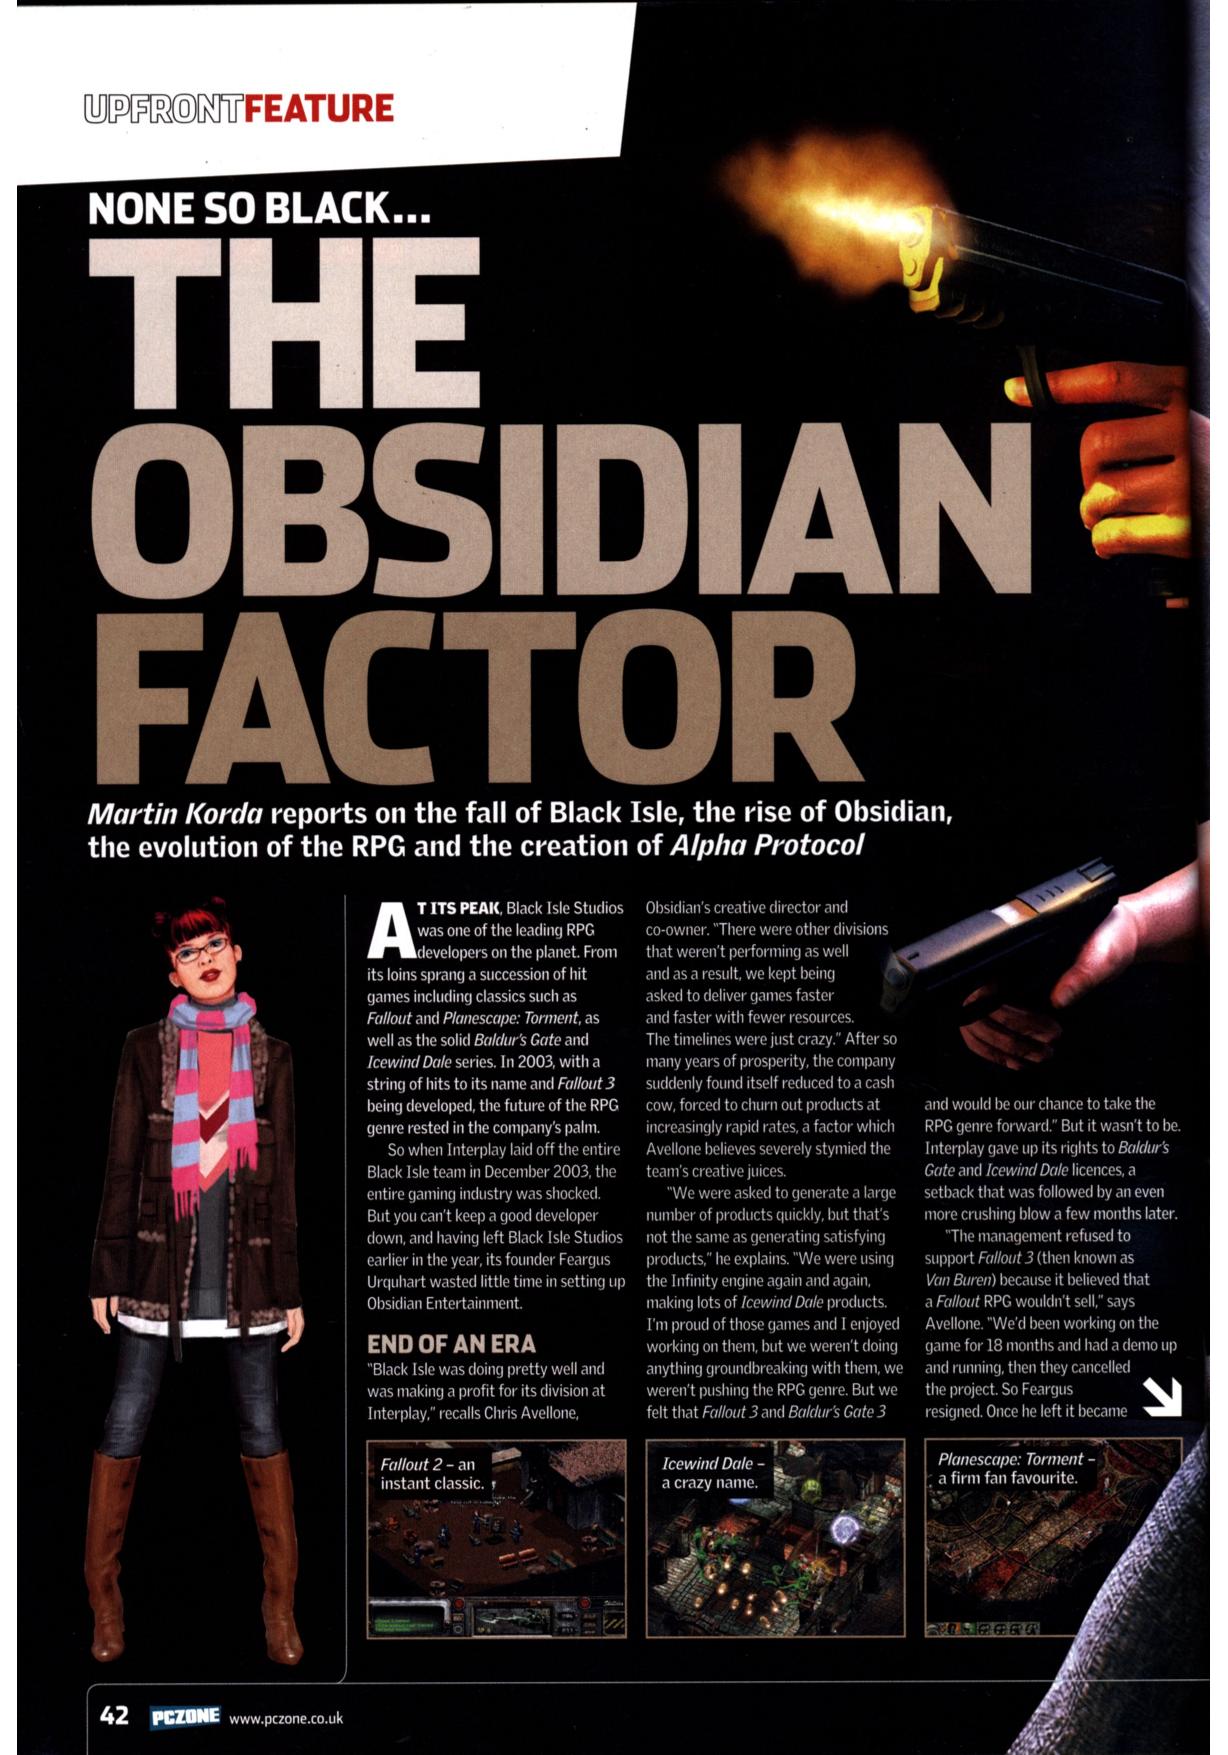 UPFRONTFEATURE
NONE SO BLACK...
THE
OBSIDIAN
FACTOR
Martin Korda reports on the fall of Black Isle, the rise of Obsidian,
the evolution of the RPG and the creation of Alpha Protocol
AT ITS PEAK, Black Isle Studios
was one of the leading RPG
developers on the planet. From
its loins sprang a succession of hit
games including classics such as
Fallout and Planescape: Torment, as
well as the solid Baldur's Gate and
Icewind Dale series. In 2003, with a
string of hits to its name and Fallout 3
being developed, the future of the RPG
genre rested in the company's palm.
So when Interplay laid off the entire
Black Isle team in December 2003, the
entire gaming industry was shocked.
But you can't keep a good developer
down, and having left Black Isle Studios
earlier in the year, its founder Feargus
Urquhart wasted little time in setting up
Obsidian Entertainment.
END OF AN ERA
"Black Isle was doing pretty well and
was making a profit for its division at
Interplay," recalls Chris Avellone,
Obsidian's creative director and
co-owner. "There were other divisions
that weren't performing as well
and as a result, we kept being
asked to deliver games faster
and faster with fewer resources.
The timelines were just crazy." After so
many years of prosperity, the company
suddenly found itself reduced to a cash
cow, forced to churn out products at
increasingly rapid rates, a factor which
Avellone believes severely stymied the
team's creative juices.
"We were asked to generate a large
number of products quickly, but that's
not the same as generating satisfying
products," he explains. "We were using
the Infinity engine again and again,
making lots of Icewind Dale products.
I'm proud of those games and I enjoyed
working on them, but we weren't doing
anything groundbreaking with them, we
weren't pushing the RPG genre. But we
felt that Fallout 3 and Baldur's Gate 3
and would be our chance to take the
RPG genre forward." But it wasn't to be.
Interplay gave up its rights to Baldur's
Gate and Icewind Dale licences, a
setback that was followed by an even
more crushing blow a few months later.
"The management refused to
support Fallout 3 (then known as
Van Buren) because it believed that
a Fallout RPG wouldn't sell," says
Avellone. "We'd been working on the
game for 18 months and had a demo up
and running, then they cancelled
the project. So Feargus
resigned. Once he left it became
Fallout 2 – an
instant classic.
Icewind Dale –
a crazy name.
Planescape: Torment –
a firm fan favourite.
42 PCZONE www.pczone.co.uk